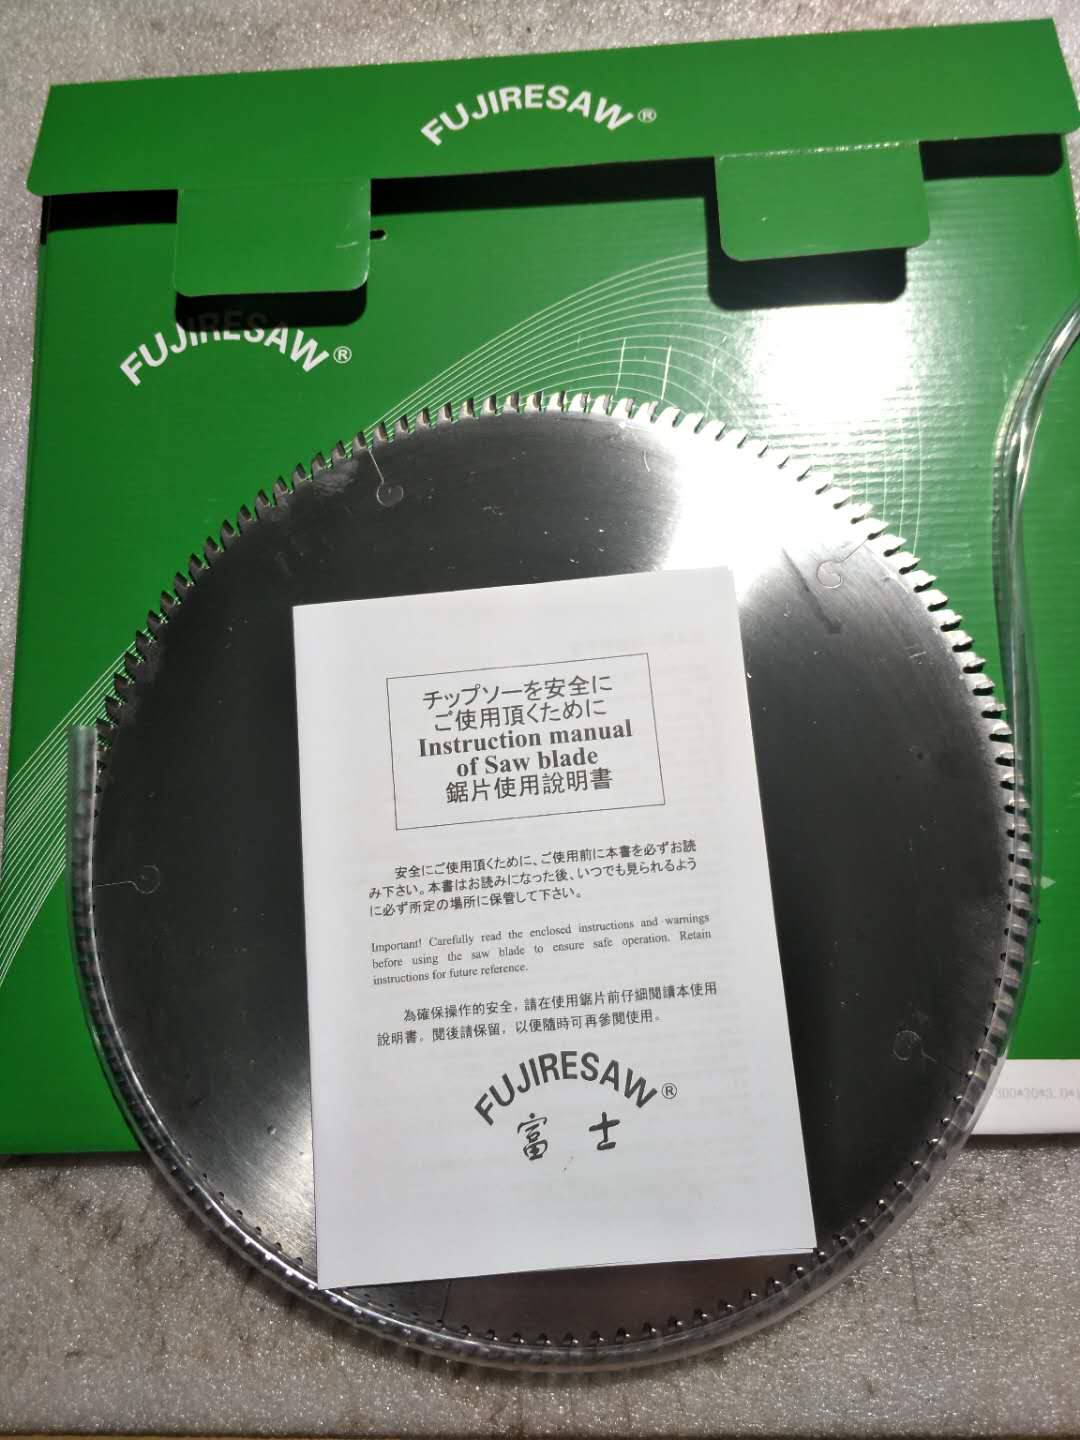 FUJIRESAW®
FUJIRESAW®
チップソーを安全に
ご使用頂くために
Instruction manual
of Saw blade
鋸片使用說明書
安全にご使用頂くために、ご使用前に本書を必ずお読
み下さい。本書はお読みになった後、いつでも見られるよう
に必ず所定の場所に保管して下さい。
Important! Carefully read the enclosed instructions and warnings
before using the saw blade to ensure safe operation. Retain
instructions for future reference.
為確保操作的安全，請在使用鋸片前仔細閱讀本使用
說明書。閱後請保留，以便隨時可再參閱使用。
FUJIRESAW®
富士
300*30*3.0*